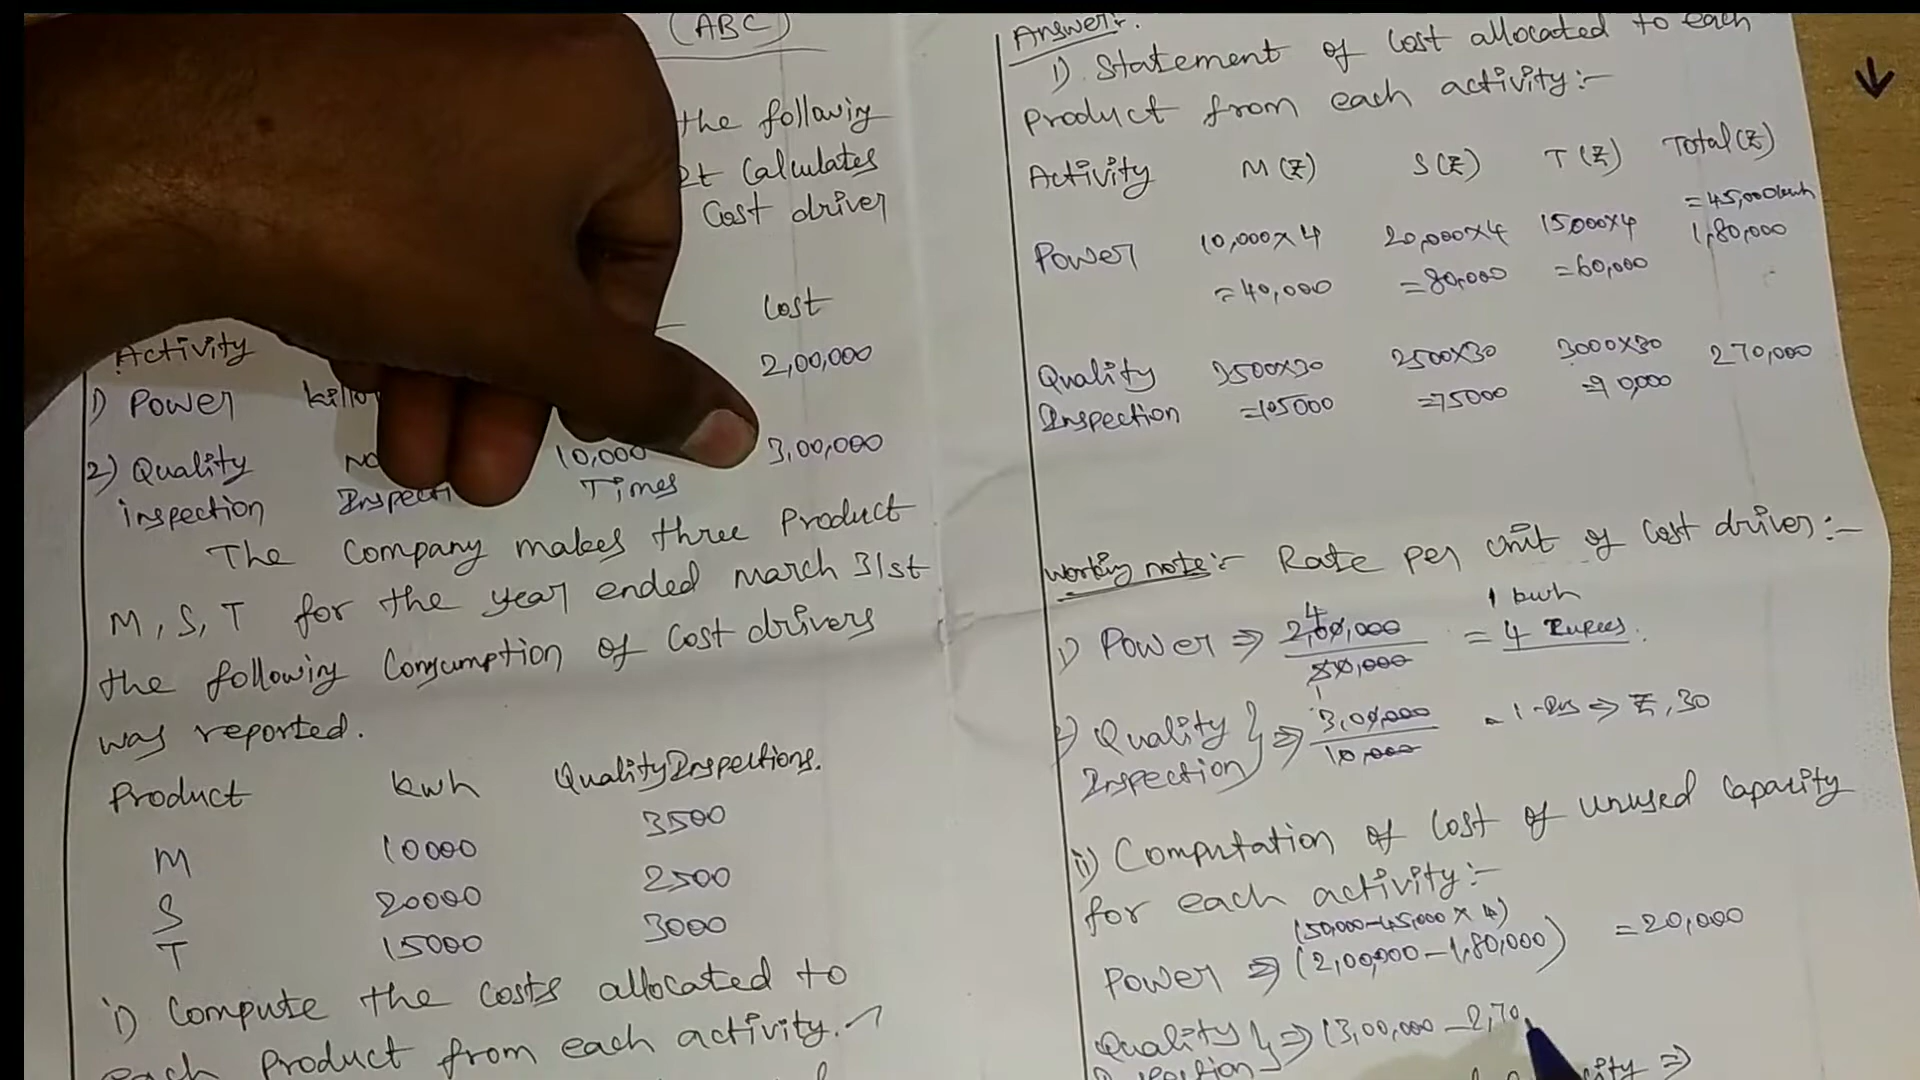 (ABC)
the following
It Calculates
Cost driver
Cost
Activity
2,00,000
1) Power
2) Quality 10,000 3,00,000
inspection Times
The Company makes three Product
M, S, T for the year ended march 31st
the following Consumption of Cost drivers
was reported.
Product kwh Quality Inspections.
M 10000 3500
S 20000 2500
T 15000 3000
i) Compute the costs allocated to
each product from each activity.
Answer:-
1) Statement of Cost allocated to each
Product from each activity:-
Activity M (₹) S (₹) T (₹) Total (₹)
= 45,000 kwh
Power 10,000×4 20,000×4 15000×4 1,80,000
= 40,000 = 80,000 = 60,000
Quality 3500×30 2500×30 3000×30 270,000
Inspection =105000 =75000 =90,000
Working note:- Rate per unit of Cost driver:-
4 1 kwh
1) Power ⇒ 2,00,000 = 4 Rupees.
50,000
1
2) Quality } ⇒ 3,00,000 ⇒ ₹, 30
Inspection 10,000
ii) Computation of Cost of unused Capacity
for each activity:-
(50,000-45,000 × 4)
Power ⇒ (2,00,000 - 1,80,000) = 20,000
Quality } ⇒ (3,00,000 - 2,70